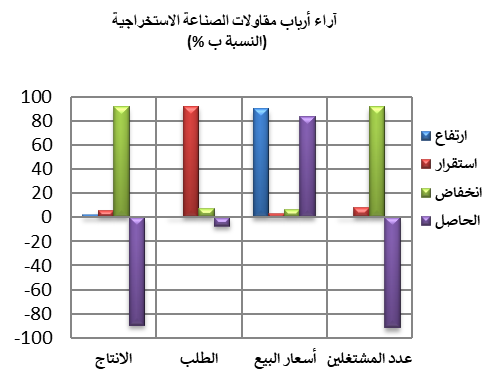 آراء أرباب مقاولات الصناعة الاستخراجية
(النسبة ب %)
100
80
60
40
20
0
-20
-40
-60
-80
-100
ارتفاع
استقرار
انخفاض
الحاصل
الانتاج
الطلب
أسعار البيع
عدد المشتغلين